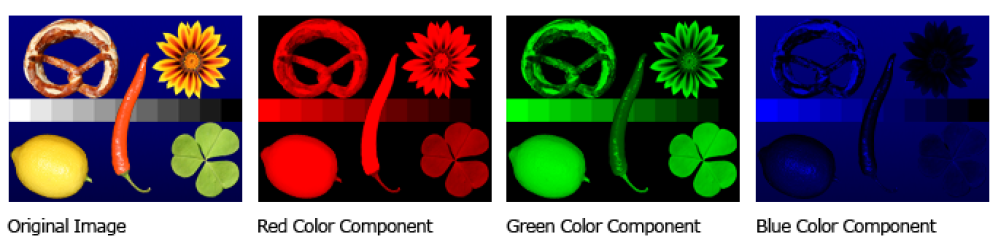 Original Image
Red Color Component
Green Color Component
Blue Color Component